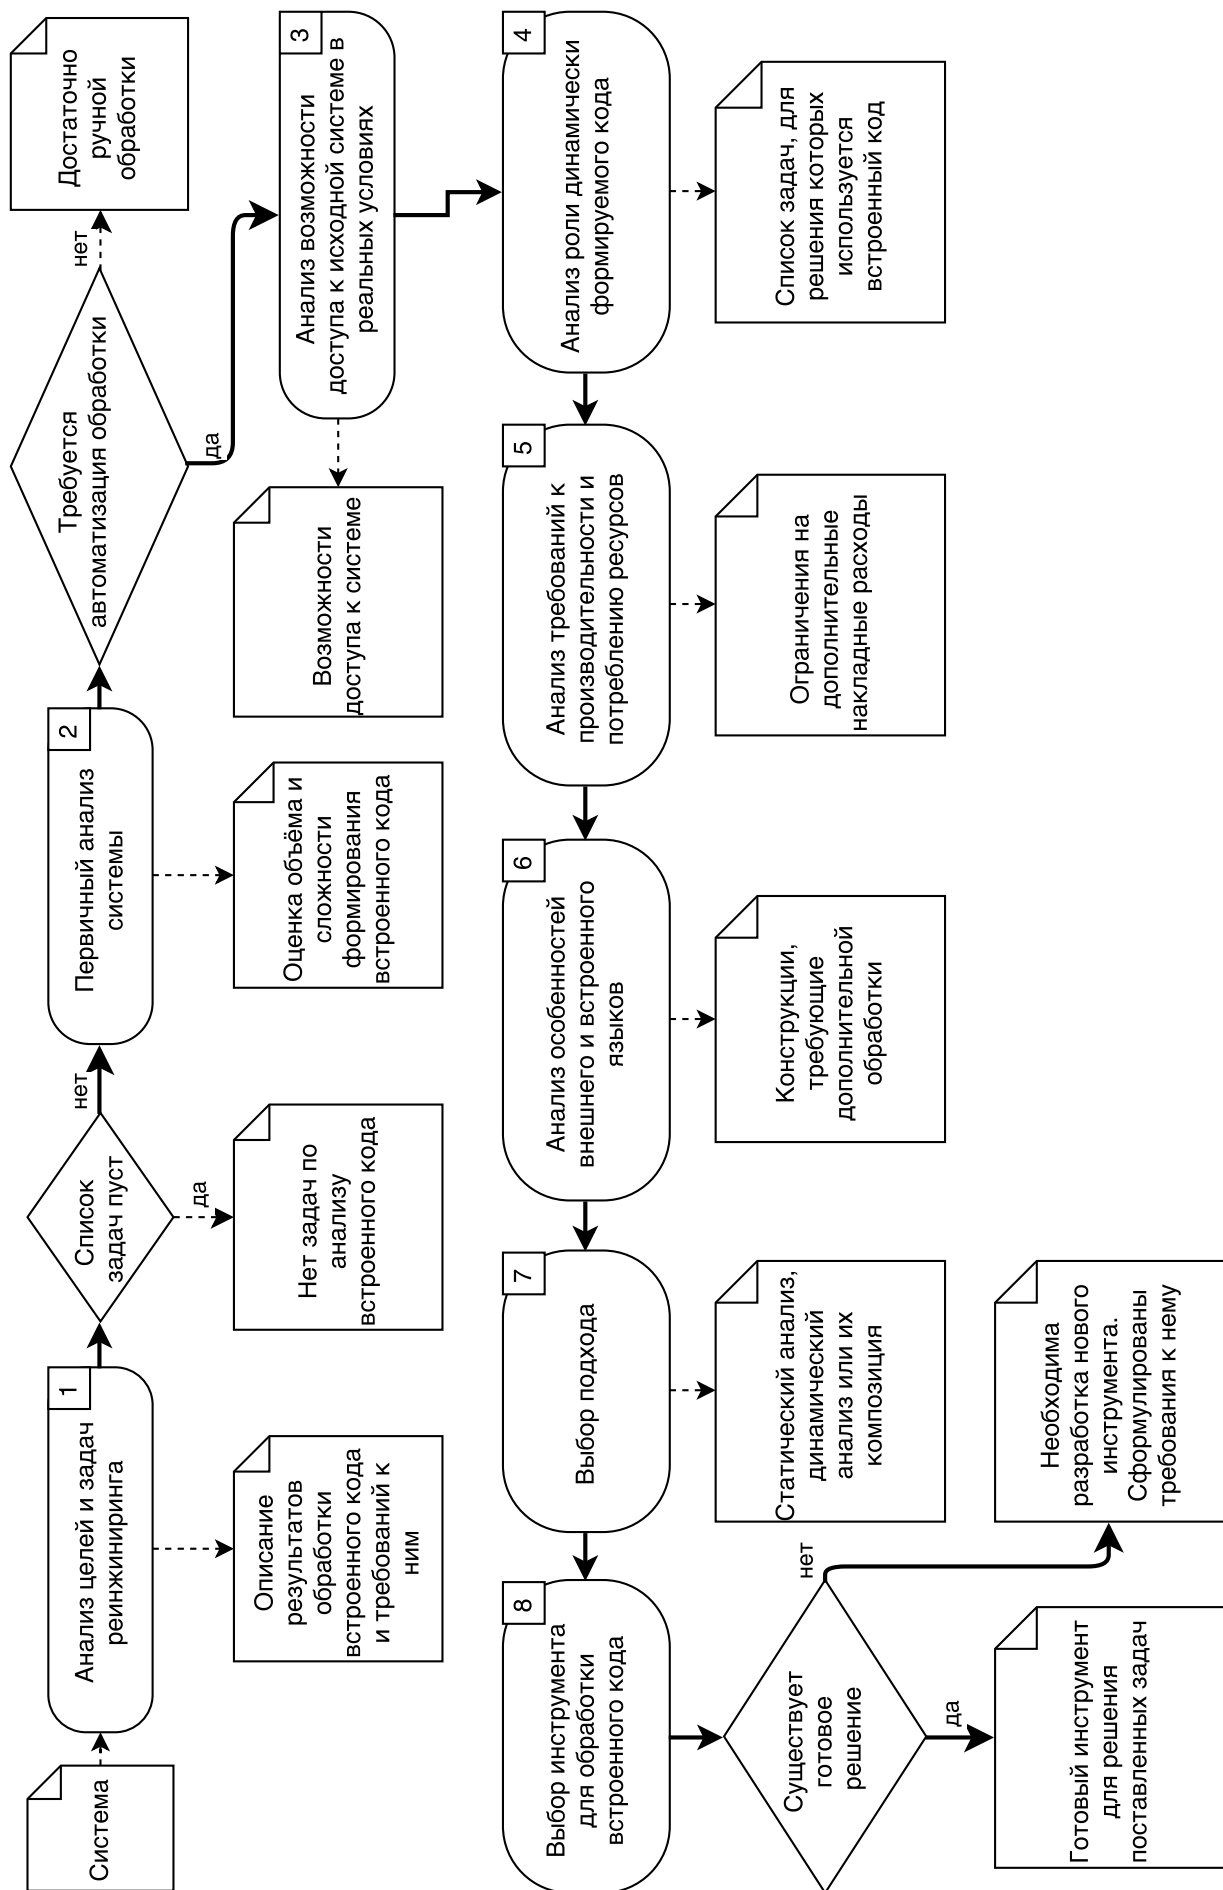 Система
1
Анализ целей и задач
реинжиниринга
Описание
результатов
обработки
встроенного кода
и требований к
ним
Список
задач пуст
да
Нет задач по
анализу
встроенного кода
нет
2
Первичный анализ
системы
Оценка объёма и
сложности
формирования
встроенного кода
Требуется
автоматизация обработки
нет
Достаточно
ручной
обработки
да
3
Анализ возможности
доступа к исходной системе в
реальных условиях
Возможности
доступа к системе
4
Анализ роли динамически
формируемого кода
Список задач, для
решения которых
используется
встроенный код
5
Анализ требований к
производительности и
потреблению ресурсов
Ограничения на
дополнительные
накладные расходы
6
Анализ особенностей
внешнего и встроенного
языков
Конструкции,
требующие
дополнительной
обработки
7
Выбор подхода
Статический анализ,
динамический
анализ или их
композиция
8
Выбор инструмента
для обработки
встроенного кода
Существует
готовое
решение
нет
Необходима
разработка нового
инструмента.
Сформулированы
требования к нему
да
Готовый инструмент
для решения
поставленных задач